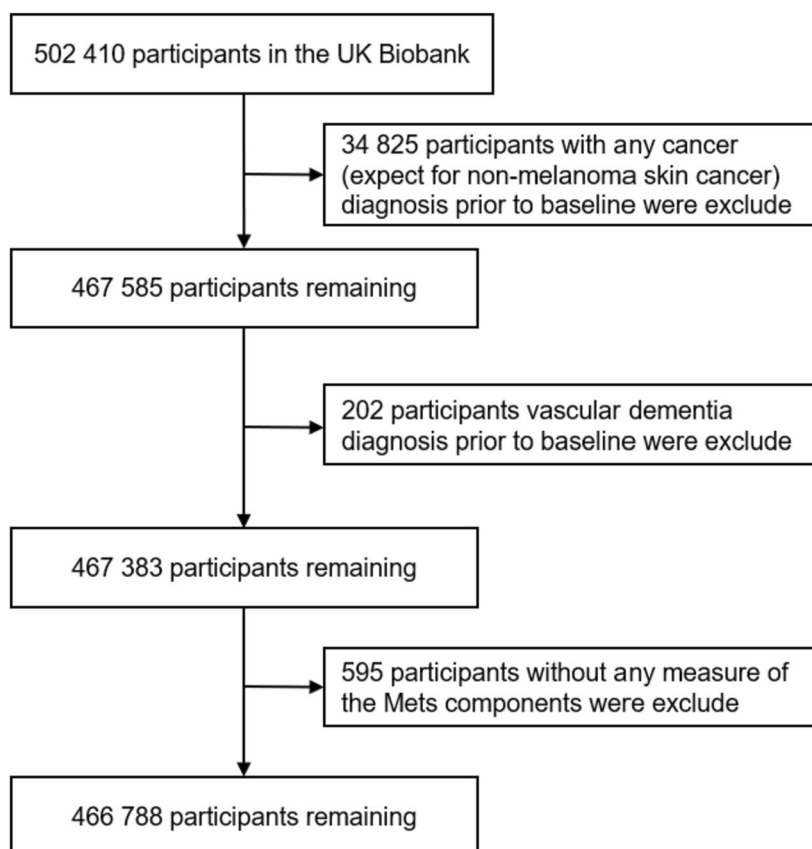 502 410 participants in the UK Biobank
34 825 participants with any cancer
(expect for non-melanoma skin cancer)
diagnosis prior to baseline were exclude
467 585 participants remaining
202 participants vascular dementia
diagnosis prior to baseline were exclude
467 383 participants remaining
595 participants without any measure of
the Mets components were exclude
466 788 participants remaining